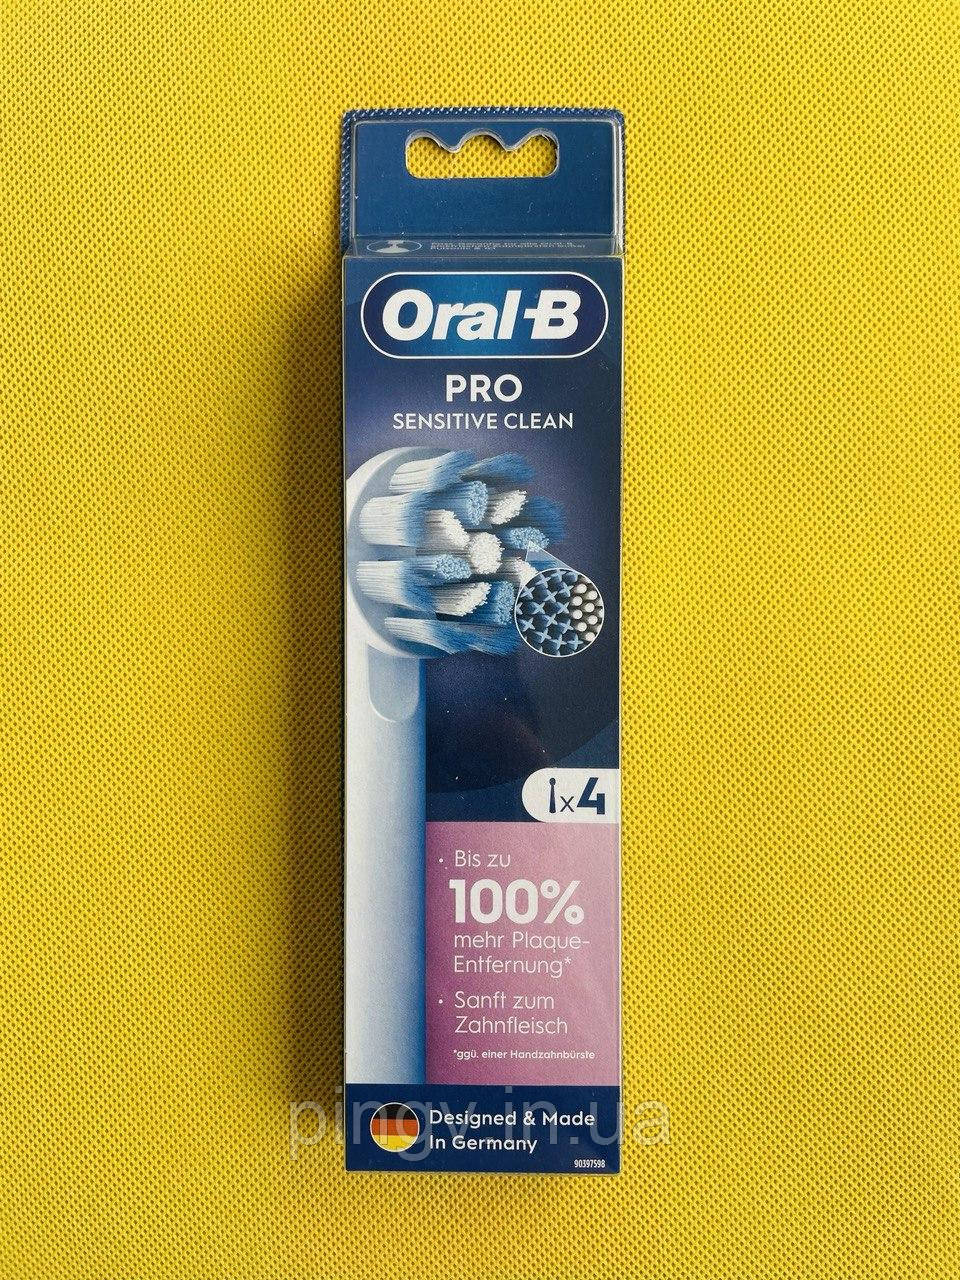 Oral-B
PRO
SENSITIVE CLEAN
x4
• Bis zu
100%
mehr Plaque-
Entfernung*
• Sanft zum
Zahnfleisch
*ggü. einer Handzahnbürste
Designed & Made
In Germany
90397598
pingv.in.ua